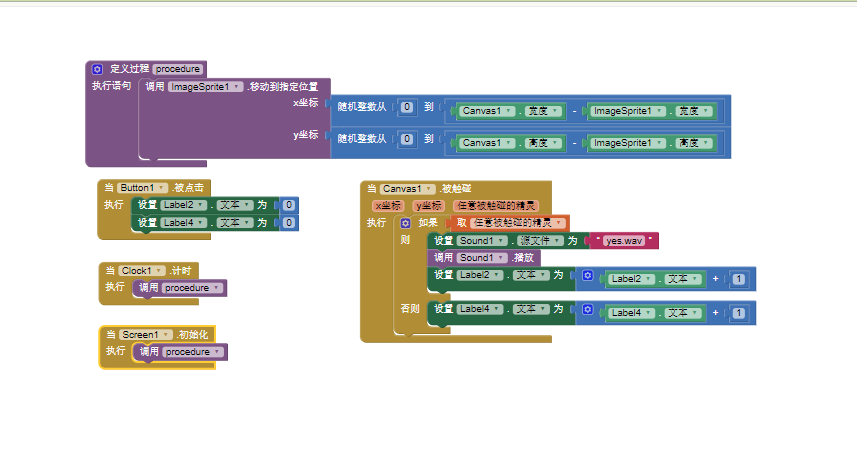 定义过程 procedure
执行语句 调用 ImageSprite1 .移动到指定位置
x坐标 随机整数从 0 到 Canvas1 . 宽度 - ImageSprite1 . 宽度
y坐标 随机整数从 0 到 Canvas1 . 高度 - ImageSprite1 . 高度
当 Button1 .被点击
执行 设置 Label2 . 文本 为 0
设置 Label4 . 文本 为 0
当 Clock1 .计时
执行 调用 procedure
当 Screen1 .初始化
执行 调用 procedure
当 Canvas1 .被触碰
x坐标 y坐标 任意被触碰的精灵
执行 如果 取 任意被触碰的精灵
则 设置 Sound1 . 源文件 为 " yes.wav "
调用 Sound1 .播放
设置 Label2 . 文本 为 Label2 . 文本 + 1
否则 设置 Label4 . 文本 为 Label4 . 文本 + 1